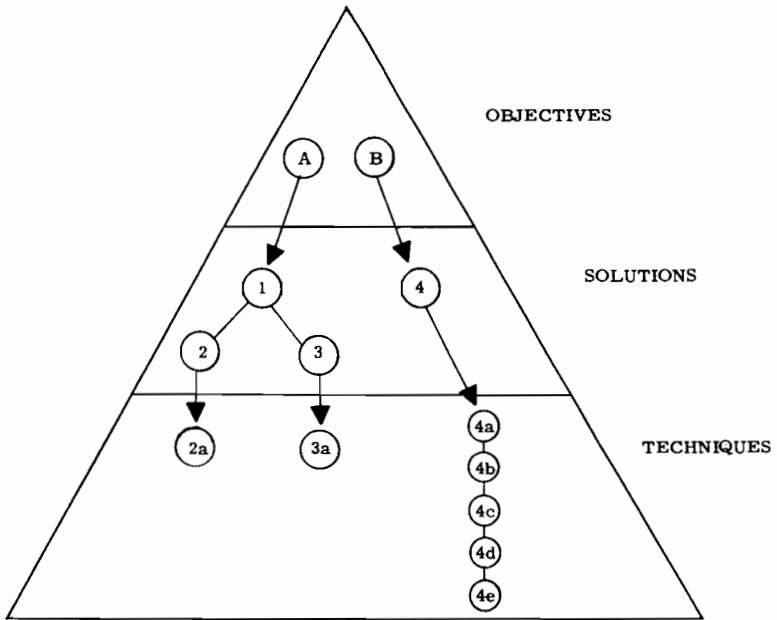 OBJECTIVES
A B
SOLUTIONS
1 4
2 3
TECHNIQUES
2a 3a 4a
4b
4c
4d
4e